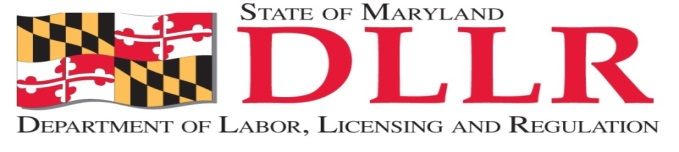 State of Maryland
DLLR
Department of Labor, Licensing and Regulation